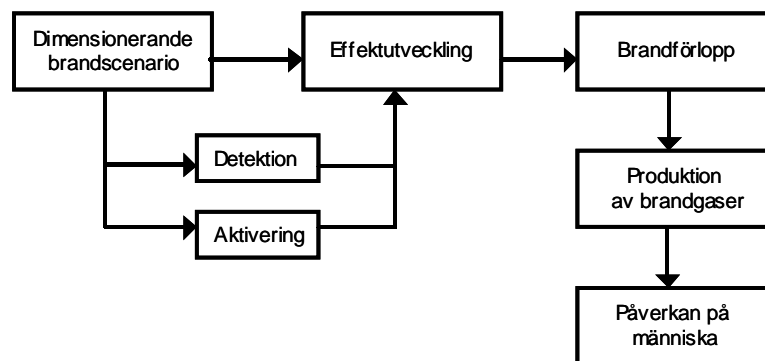 Dimensionerande
brandscenario
Effektutveckling
Brandförlopp
Detektion
Aktivering
Produktion
av brandgaser
Påverkan på
människa